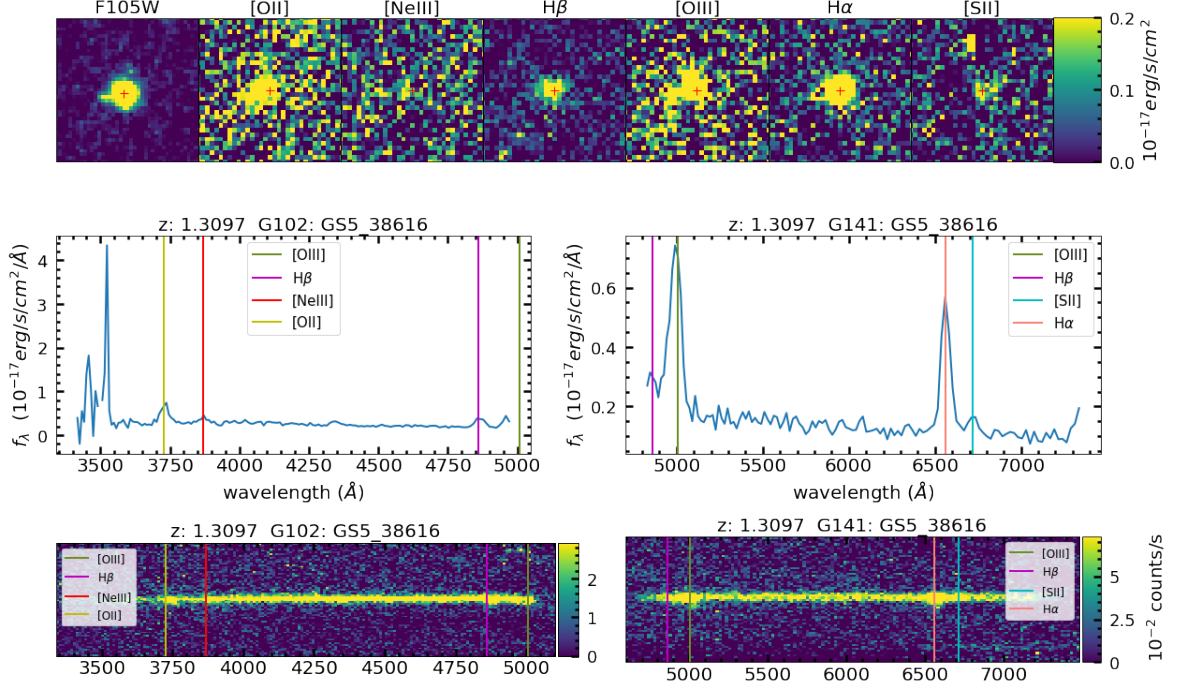 F105W [OII] [NeIII] Hβ [OIII] Hα [SII]
0.2
0.1
0.0
10⁻¹⁷erg/s/cm²
z: 1.3097 G102: GS5_38616
4
3
2
1
0
fλ (10⁻¹⁷erg/s/cm²/Å)
[OIII]
Hβ
[NeIII]
[OII]
3500 3750 4000 4250 4500 4750 5000
wavelength (Å)
z: 1.3097 G141: GS5_38616
0.6
0.4
0.2
fλ (10⁻¹⁷erg/s/cm²/Å)
[OIII]
Hβ
[SII]
Hα
5000 5500 6000 6500 7000
wavelength (Å)
z: 1.3097 G102: GS5_38616
[OIII]
Hβ
[NeIII]
[OII]
2
1
0
3500 3750 4000 4250 4500 4750 5000
z: 1.3097 G141: GS5_38616
[OIII]
Hβ
[SII]
Hα
5
2.5
0
10⁻² counts/s
5000 5500 6000 6500 7000